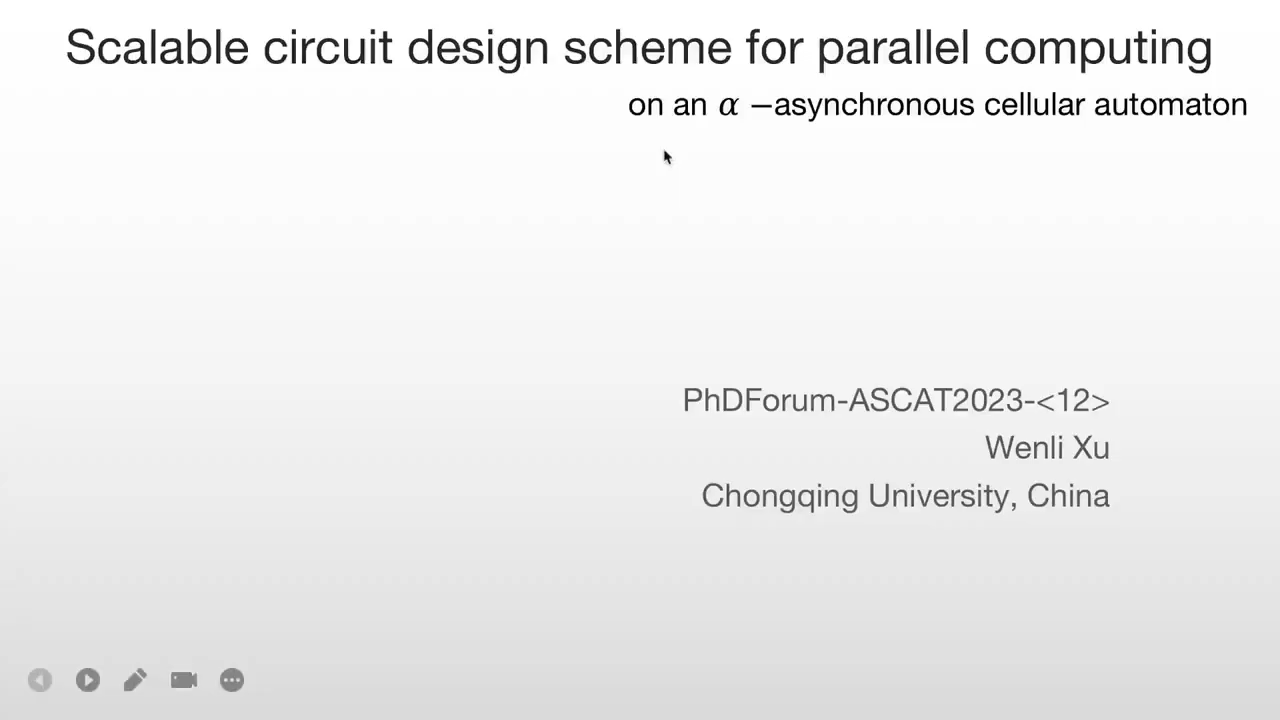 Scalable circuit design scheme for parallel computing
on an 𝛼 –asynchronous cellular automaton
PhDForum-ASCAT2023-<12>
Wenli Xu
Chongqing University, China